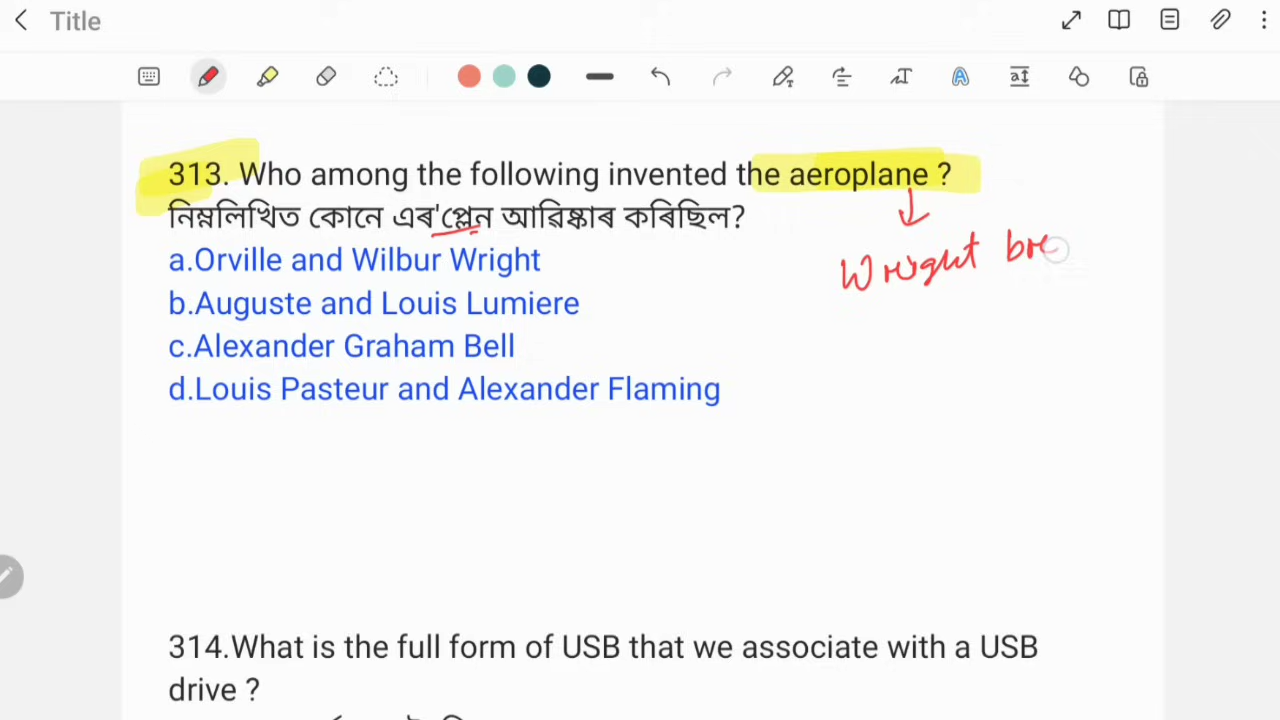 Title
313. Who among the following invented the aeroplane ?
নিম্নলিখিত কোনে এৰ'প্লেন আৱিষ্কাৰ কৰিছিল?
a.Orville and Wilbur Wright
Wright bro
b.Auguste and Louis Lumiere
c.Alexander Graham Bell
d.Louis Pasteur and Alexander Flaming
314.What is the full form of USB that we associate with a USB
drive ?